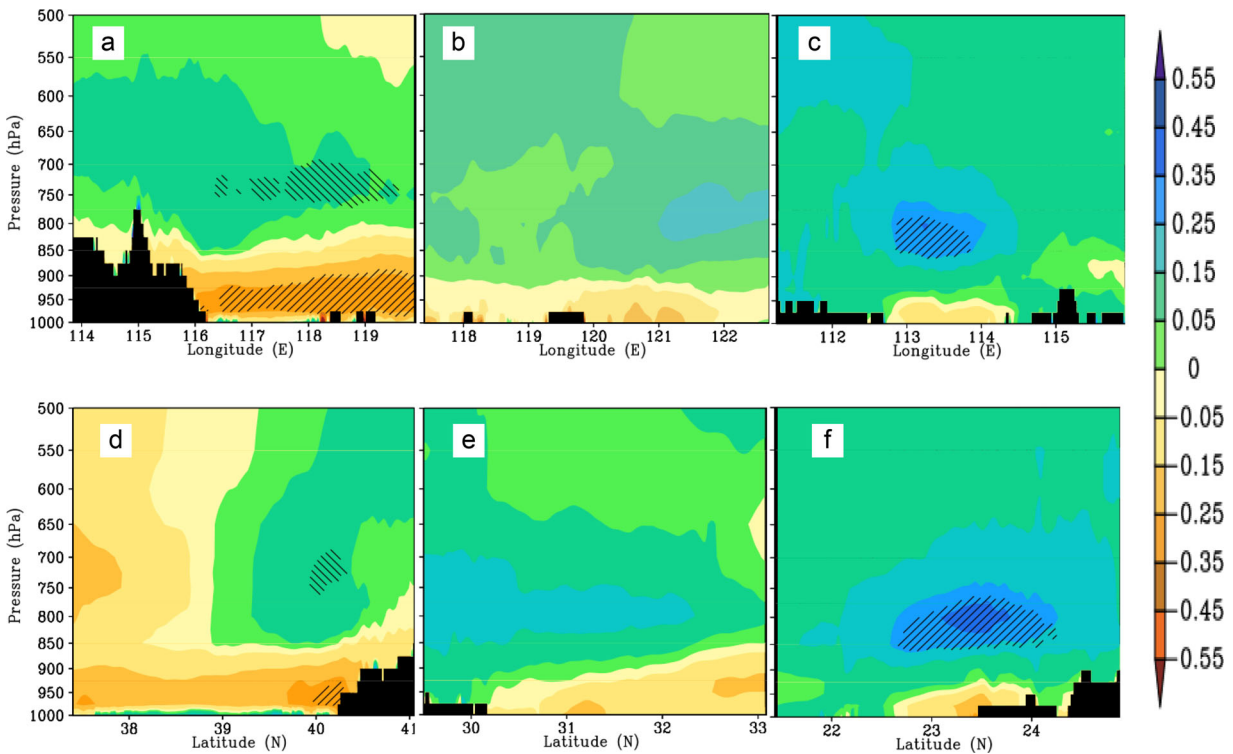 a
b
c
500
550
600
650
700
750
800
850
900
950
1000
Pressure (hPa)
114 115 116 117 118 119
Longitude (E)
118 119 120 121 122
Longitude (E)
112 113 114 115
Longitude (E)
d
e
f
500
550
600
650
700
750
800
850
900
950
1000
Pressure (hPa)
38 39 40 41
Latitude (N)
30 31 32 33
Latitude (N)
22 23 24
Latitude (N)
0.55
0.45
0.35
0.25
0.15
0.05
0
0.05
0.15
0.25
0.35
0.45
0.55